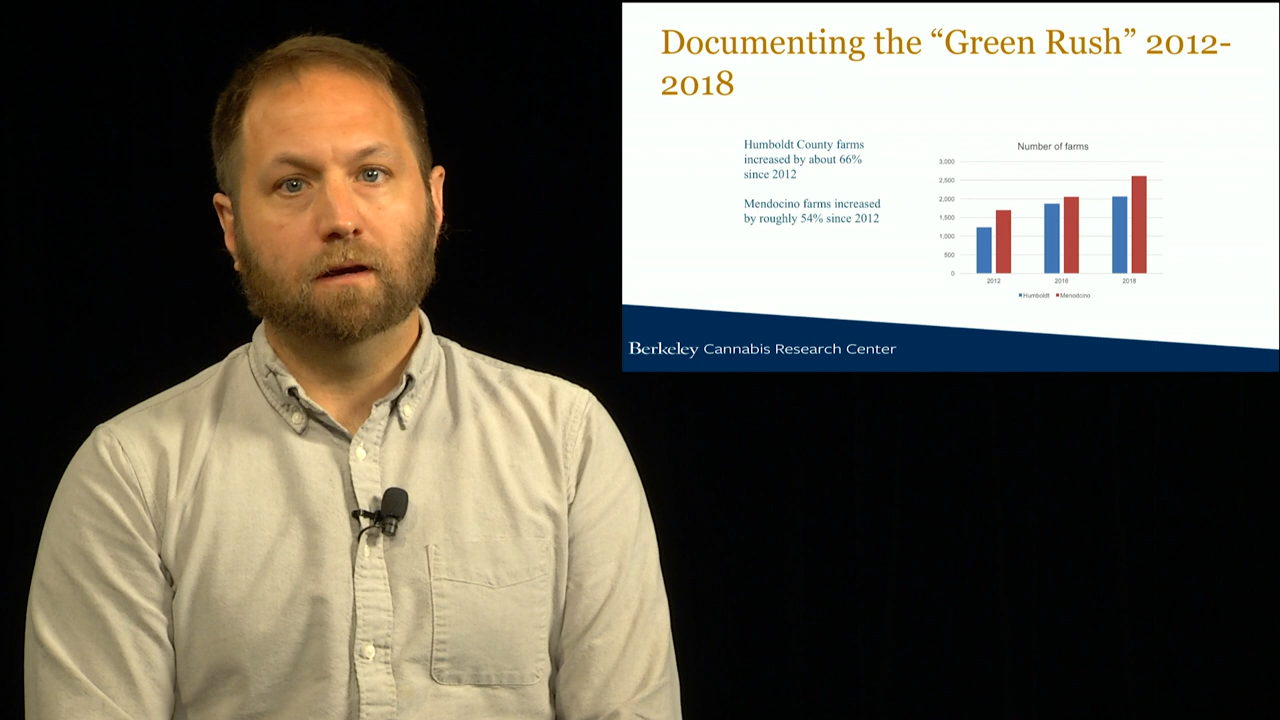 Documenting the “Green Rush” 2012-
2018
Humboldt County farms
increased by about 66%
since 2012
Mendocino farms increased
by roughly 54% since 2012
Number of farms
3,000
2,500
2,000
1,500
1,000
500
0
2012
2016
2018
Humboldt Menodcino
Berkeley Cannabis Research Center